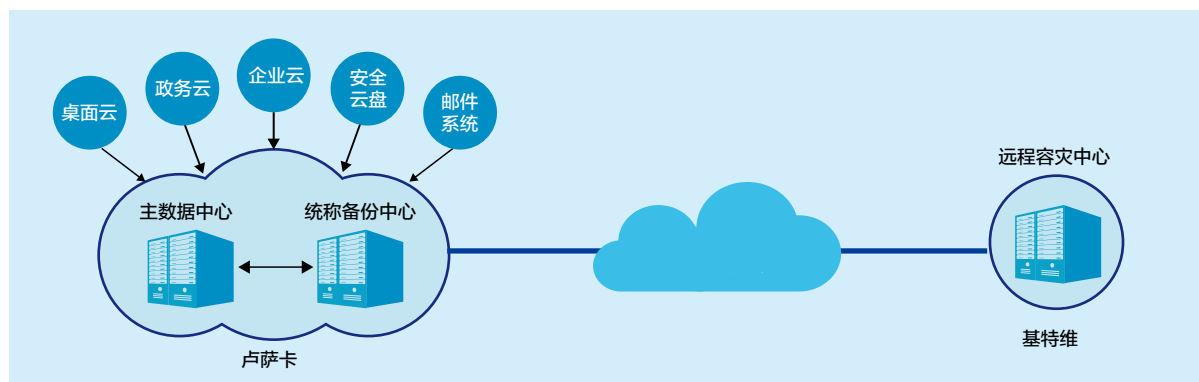 桌面云
政务云
企业云
安全
云盘
邮件
系统
主数据中心
统称备份中心
卢萨卡
远程容灾中心
基特维